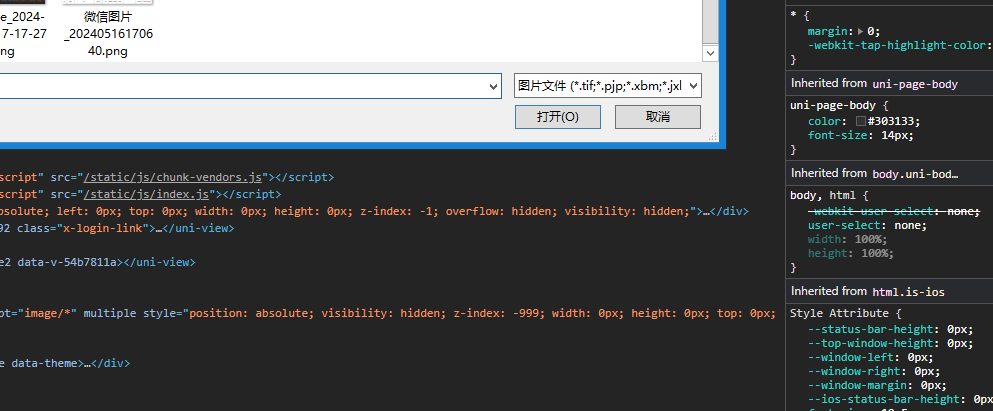 e_2024-
7-17-27
ng
微信图片
_202405161706
40.png
图片文件 (*.tif;*.pjp;*.xbm;*.jxl
打开(O)
取消
script" src="/static/js/chunk-vendors.js"></script>
script" src="/static/js/index.js"></script>
bsolute; left: 0px; top: 0px; width: 0px; height: 0px; z-index: -1; overflow: hidden; visibility: hidden;">…</div>
92 class="x-login-link">…</uni-view>
e2 data-v-54b7811a></uni-view>
pt="image/*" multiple style="position: absolute; visibility: hidden; z-index: -999; width: 0px; height: 0px; top: 0px;
e data-theme>…</div>
* {
margin: 0;
-webkit-tap-highlight-color:
}
Inherited from uni-page-body
uni-page-body {
color: #303133;
font-size: 14px;
}
Inherited from body.uni-bod…
body, html {
-webkit-user-select: none;
user-select: none;
width: 100%;
height: 100%;
}
Inherited from html.is-ios
Style Attribute {
--status-bar-height: 0px;
--top-window-height: 0px;
--window-left: 0px;
--window-right: 0px;
--window-margin: 0px;
--ios-status-bar-height: 0px